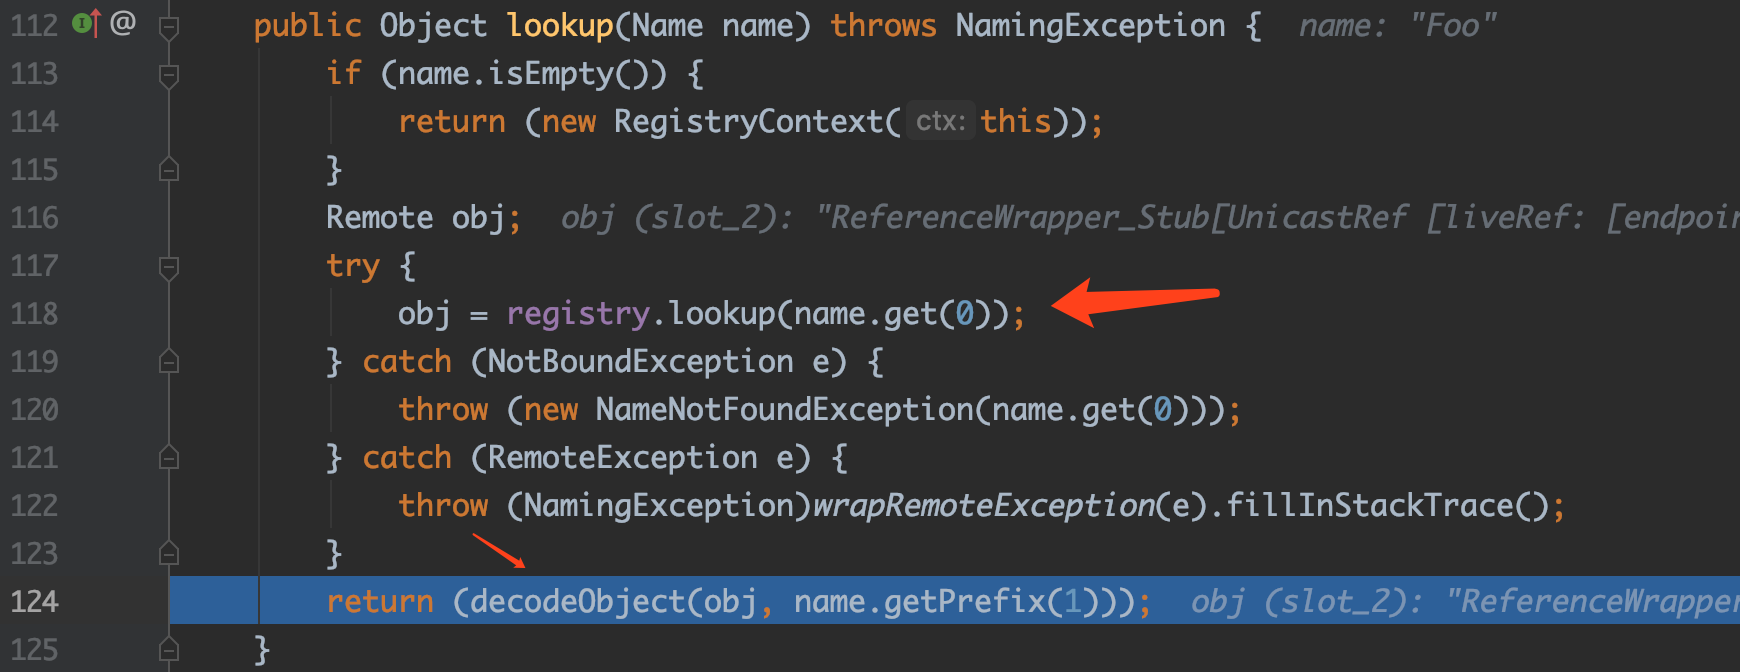 112 @ public Object lookup(Name name) throws NamingException { name: "Foo"
113 if (name.isEmpty()) {
114 return (new RegistryContext( ctx: this));
115 }
116 Remote obj; obj (slot_2): "ReferenceWrapper_Stub[UnicastRef [liveRef: [endpoin
117 try {
118 obj = registry.lookup(name.get(0));
119 } catch (NotBoundException e) {
120 throw (new NameNotFoundException(name.get(0)));
121 } catch (RemoteException e) {
122 throw (NamingException)wrapRemoteException(e).fillInStackTrace();
123 }
124 return (decodeObject(obj, name.getPrefix(1))); obj (slot_2): "ReferenceWrapper
125 }